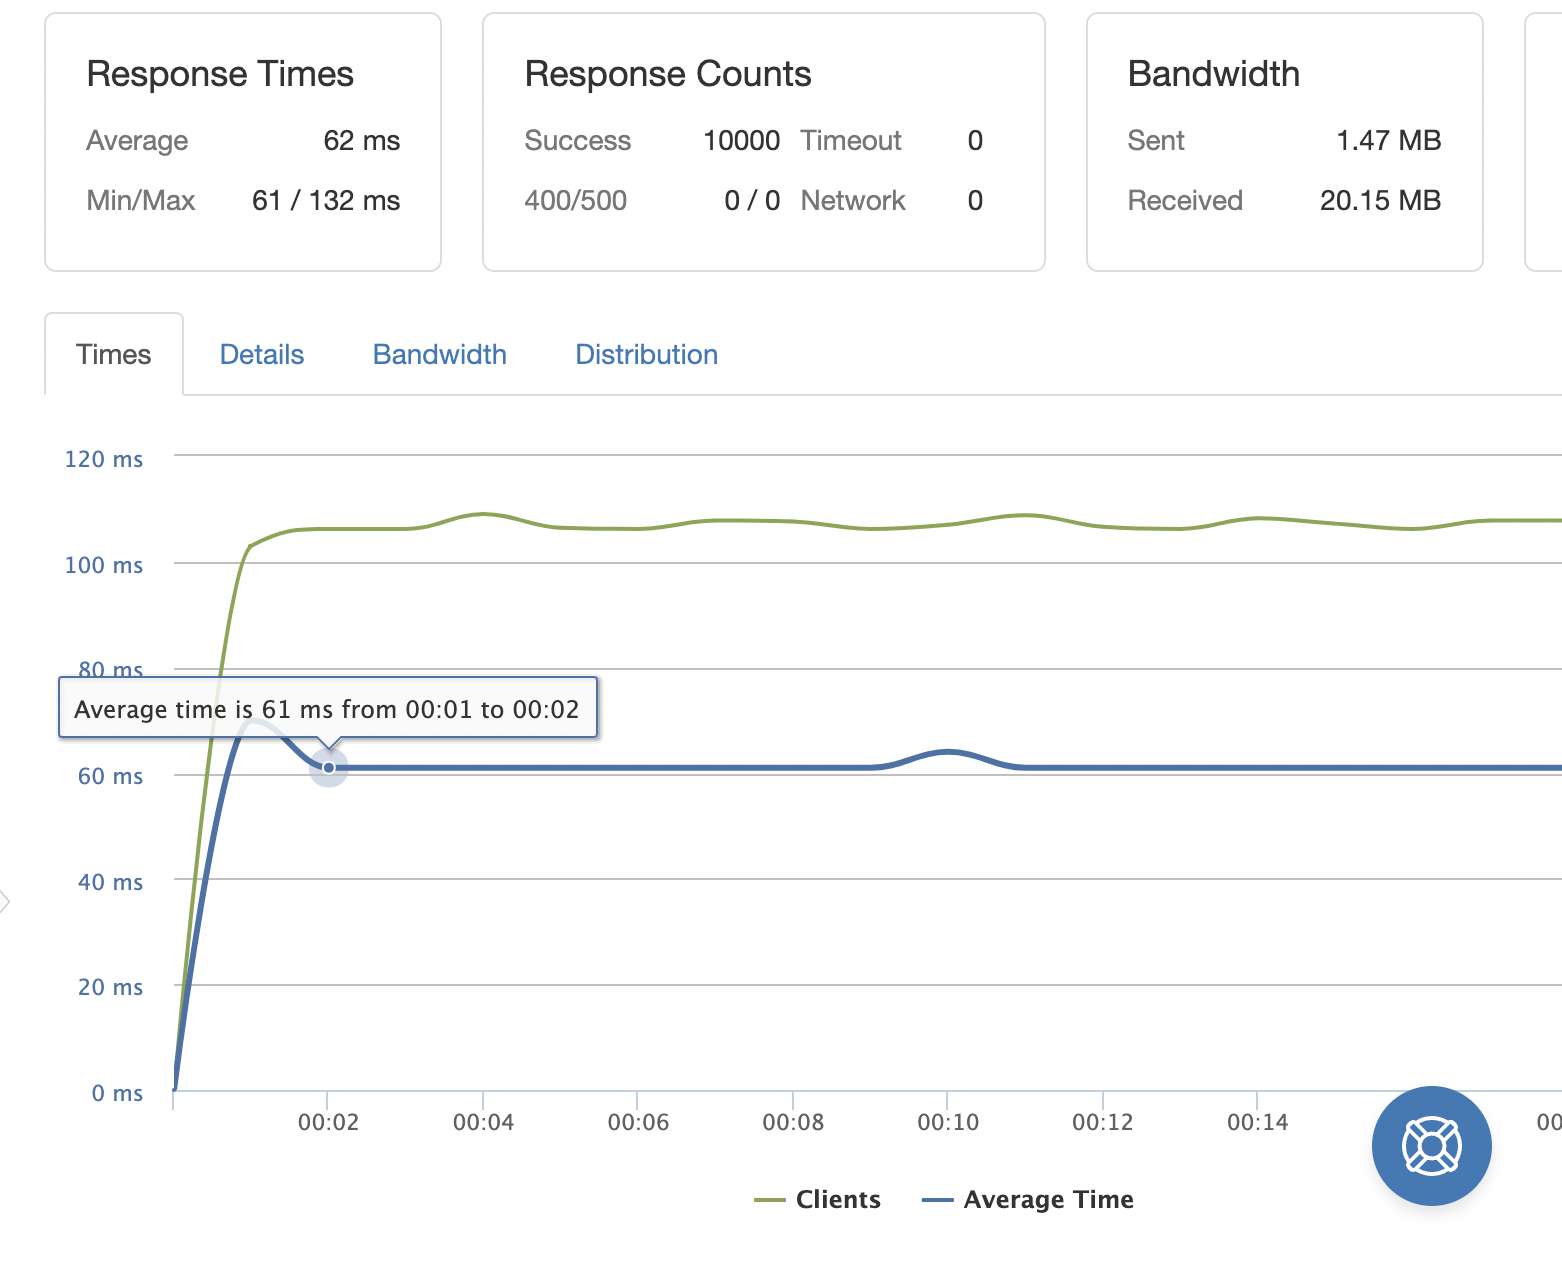 Response Times
Average 62 ms
Min/Max 61 / 132 ms
Response Counts
Success 10000 Timeout 0
400/500 0 / 0 Network 0
Bandwidth
Sent 1.47 MB
Received 20.15 MB
Times Details Bandwidth Distribution
120 ms
100 ms
80 ms
Average time is 61 ms from 00:01 to 00:02
60 ms
40 ms
20 ms
0 ms
00:02 00:04 00:06 00:08 00:10 00:12 00:14
Clients Average Time